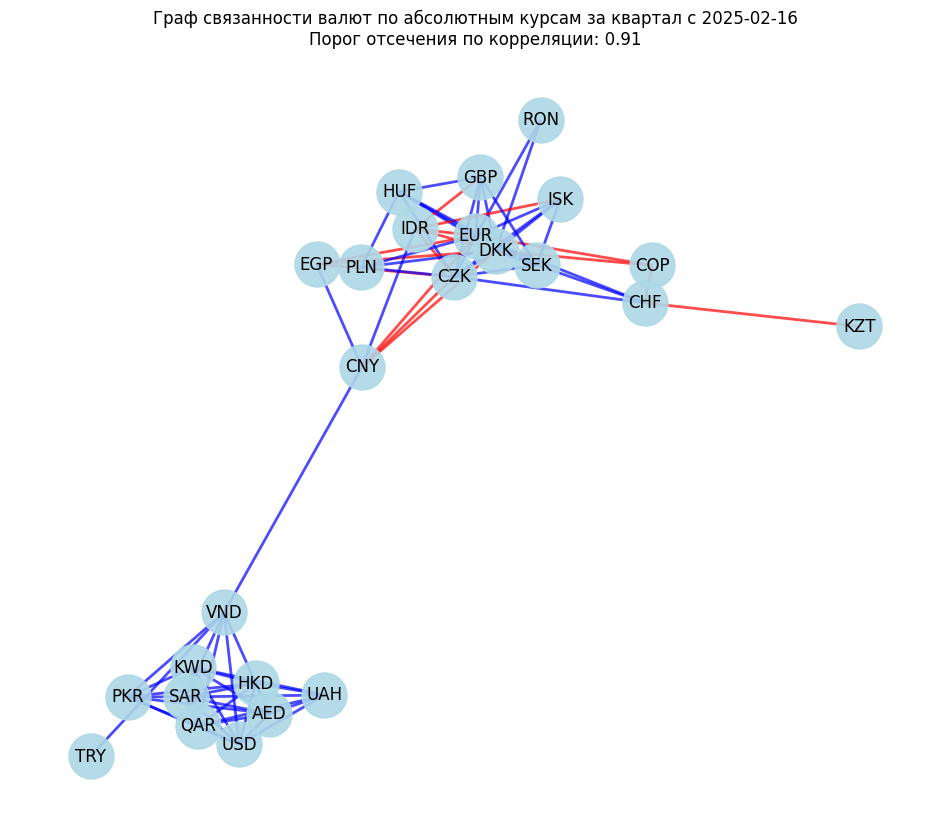 Граф связанности валют по абсолютным курсам за квартал с 2025-02-16
Порог отсечения по корреляции: 0.91
RON
GBP
HUF
ISK
IDR
EUR
DKK
EGP
PLN
CZK
SEK
COP
CHF
KZT
CNY
VND
KWD
HKD
PKR
SAR
UAH
QAR
AED
USD
TRY